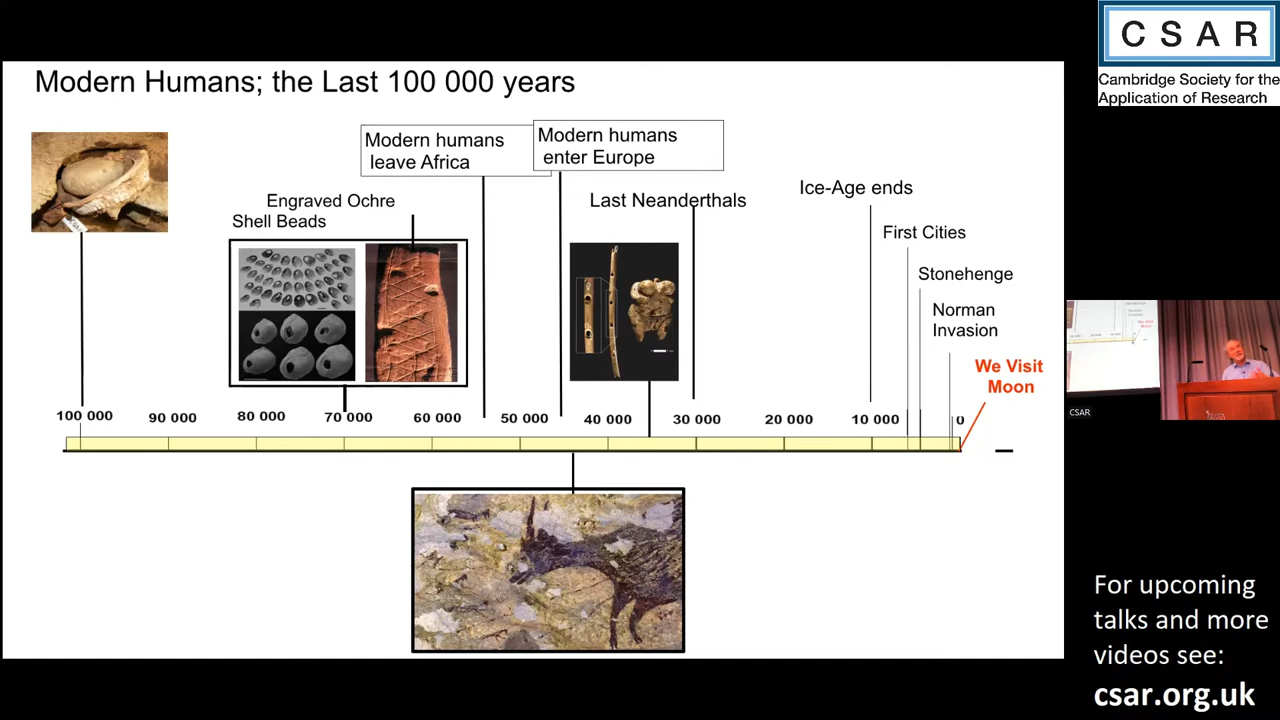 Modern Humans; the Last 100 000 years
Modern humans
leave Africa
Modern humans
enter Europe
Engraved Ochre
Shell Beads
Last Neanderthals
Ice-Age ends
First Cities
Stonehenge
Norman
Invasion
We Visit
Moon
100 000 90 000 80 000 70 000 60 000 50 000 40 000 30 000 20 000 10 000 0
CSAR
Cambridge Society for the
Application of Research
CSAR
For upcoming
talks and more
videos see:
csar.org.uk